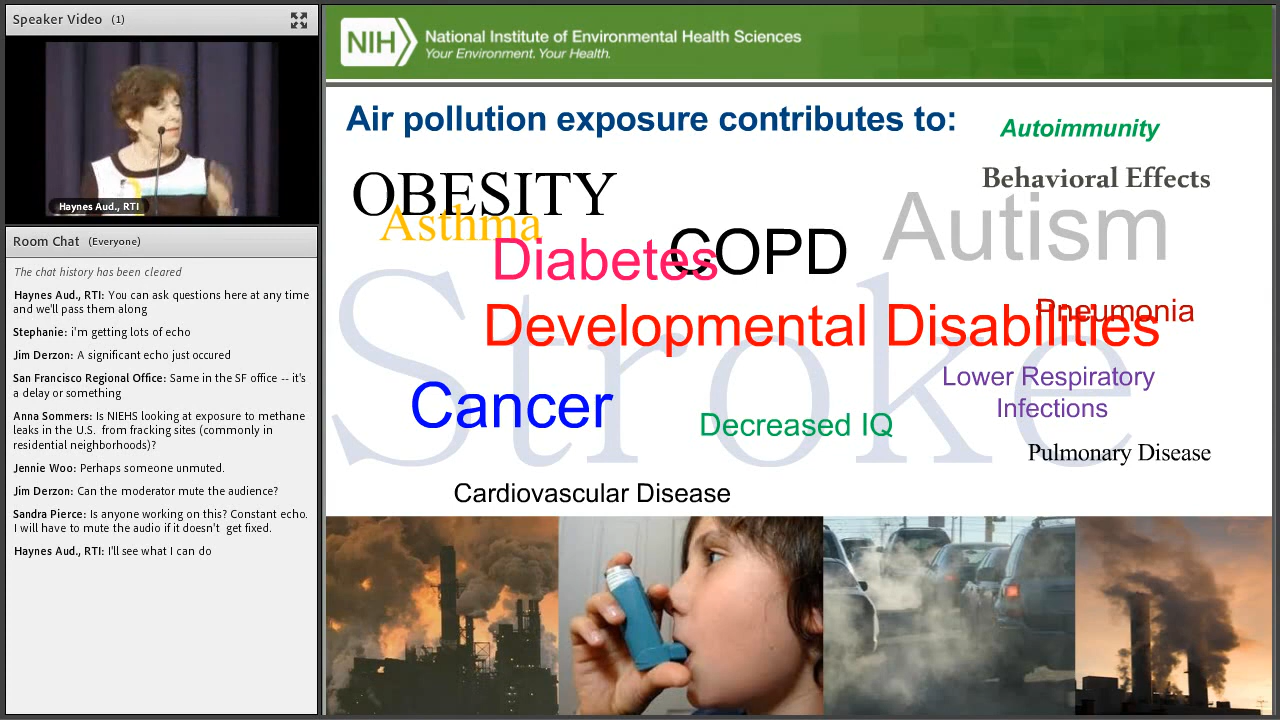 Speaker Video (1)
Haynes Aud., RTI
Room Chat (Everyone)
The chat history has been cleared
Haynes Aud., RTI: You can ask questions here at any time
and we'll pass them along
Stephanie: i'm getting lots of echo
Jim Derzon: A significant echo just occured
San Francisco Regional Office: Same in the SF office -- it's
a delay or something
Anna Sommers: Is NIEHS looking at exposure to methane
leaks in the U.S. from fracking sites (commonly in
residential neighborhoods)?
Jennie Woo: Perhaps someone unmuted.
Jim Derzon: Can the moderator mute the audience?
Sandra Pierce: Is anyone working on this? Constant echo.
I will have to mute the audio if it doesn't get fixed.
Haynes Aud., RTI: I'll see what I can do
NIH
National Institute of Environmental Health Sciences
Your Environment. Your Health.
Air pollution exposure contributes to:
Autoimmunity
OBESITY
Behavioral Effects
Asthma
Autism
Diabetes
COPD
Stroke
Pneumonia
Developmental Disabilities
Lower Respiratory
Infections
Cancer
Decreased IQ
Pulmonary Disease
Cardiovascular Disease